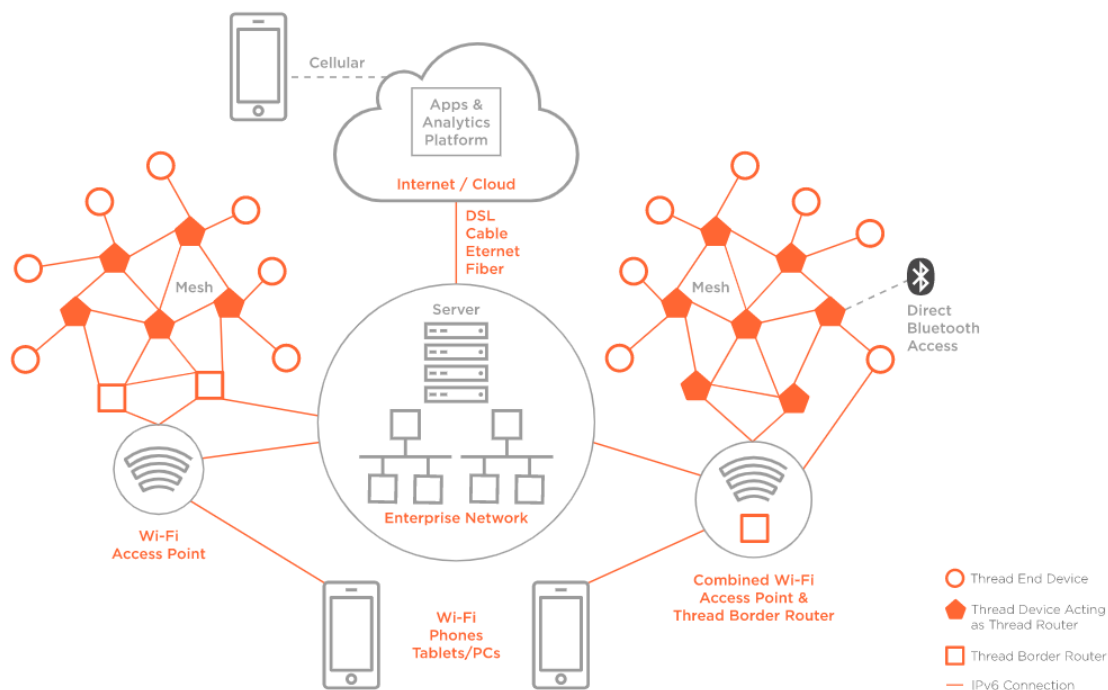 Cellular
Apps &
Analytics
Platform
Internet / Cloud
DSL
Cable
Eternet
Fiber
Mesh
Mesh
Server
Direct
Bluetooth
Access
Enterprise Network
Wi-Fi
Access Point
Wi-Fi
Phones
Tablets/PCs
Combined Wi-Fi
Access Point &
Thread Border Router
Thread End Device
Thread Device Acting
as Thread Router
Thread Border Router
IPv6 Connection